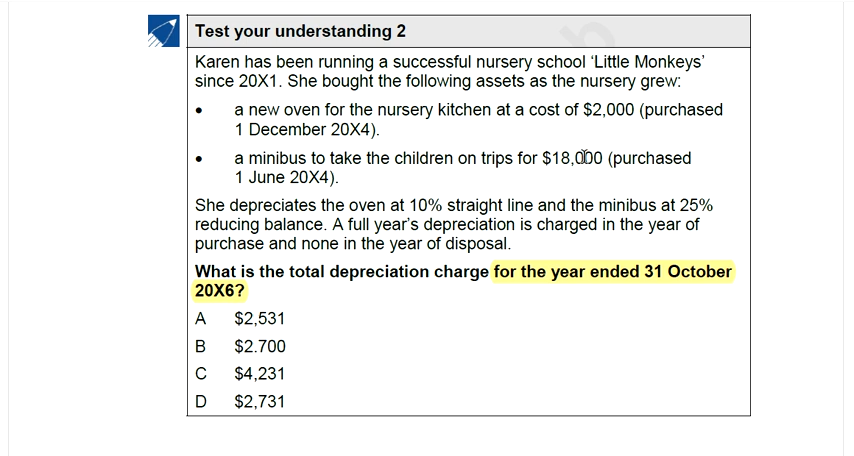 Test your understanding 2
Karen has been running a successful nursery school ‘Little Monkeys’
since 20X1. She bought the following assets as the nursery grew:
• a new oven for the nursery kitchen at a cost of $2,000 (purchased
1 December 20X4).
• a minibus to take the children on trips for $18,000 (purchased
1 June 20X4).
She depreciates the oven at 10% straight line and the minibus at 25%
reducing balance. A full year’s depreciation is charged in the year of
purchase and none in the year of disposal.
What is the total depreciation charge for the year ended 31 October
20X6?
A $2,531
B $2.700
C $4,231
D $2,731